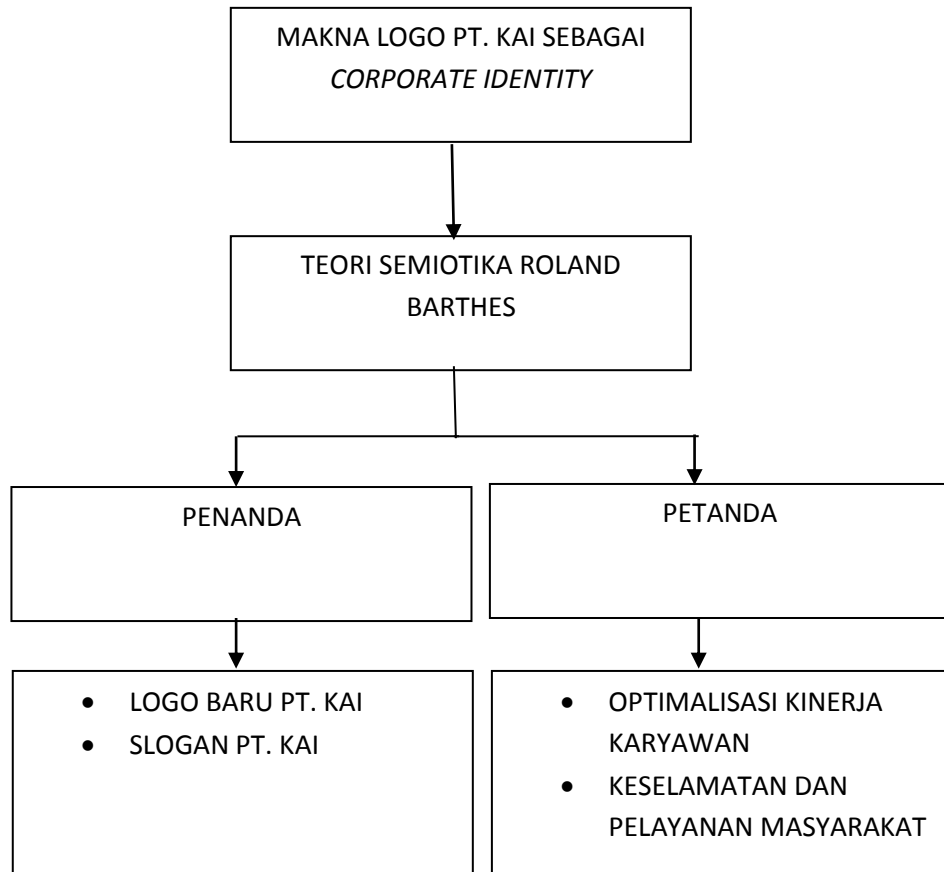 MAKNA LOGO PT. KAI SEBAGAI
CORPORATE IDENTITY
TEORI SEMIOTIKA ROLAND
BARTHES
PENANDA
PETANDA
• LOGO BARU PT. KAI
• SLOGAN PT. KAI
• OPTIMALISASI KINERJA
KARYAWAN
• KESELAMATAN DAN
PELAYANAN MASYARAKAT